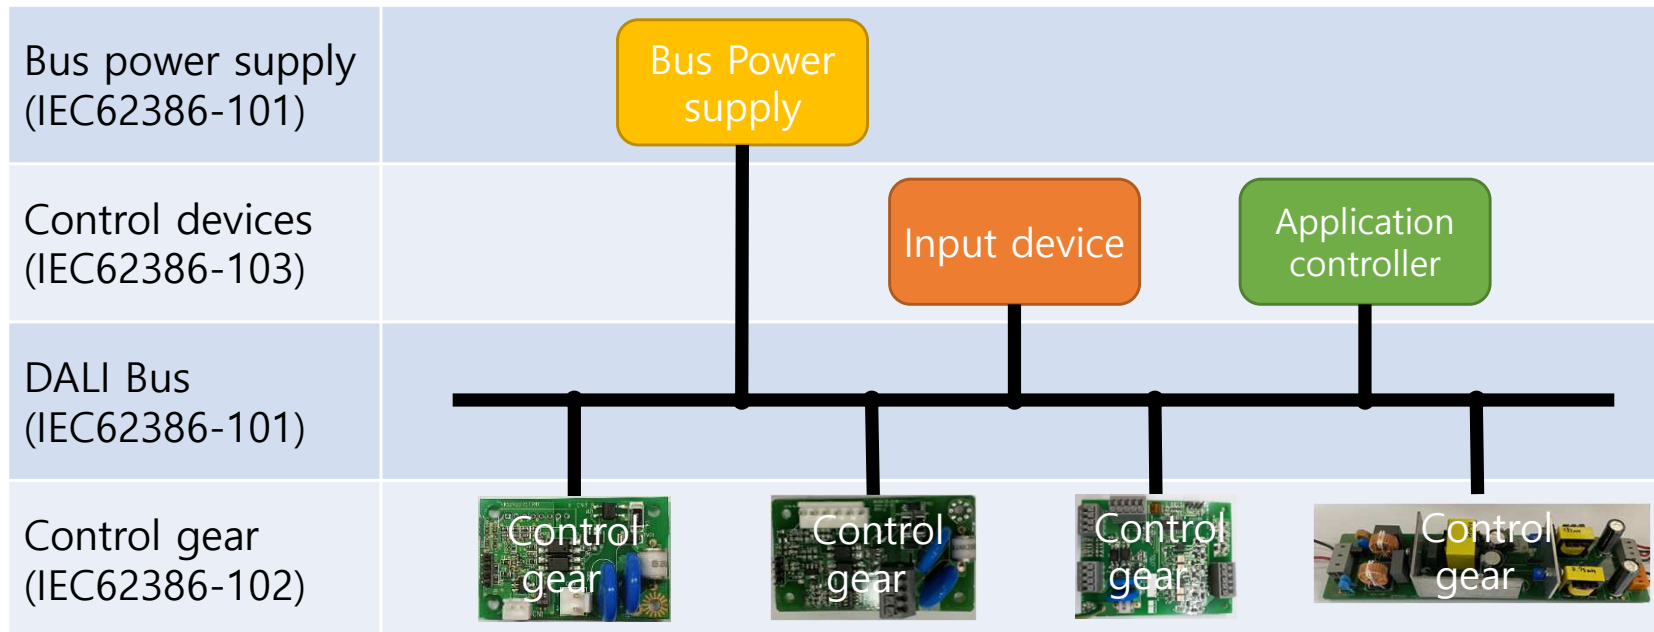 Bus power supply
(IEC62386-101)
Bus Power
supply
Control devices
(IEC62386-103)
Input device
Application
controller
DALI Bus
(IEC62386-101)
Control gear
(IEC62386-102)
Control
gear
Control
gear
Control
gear
Control
gear